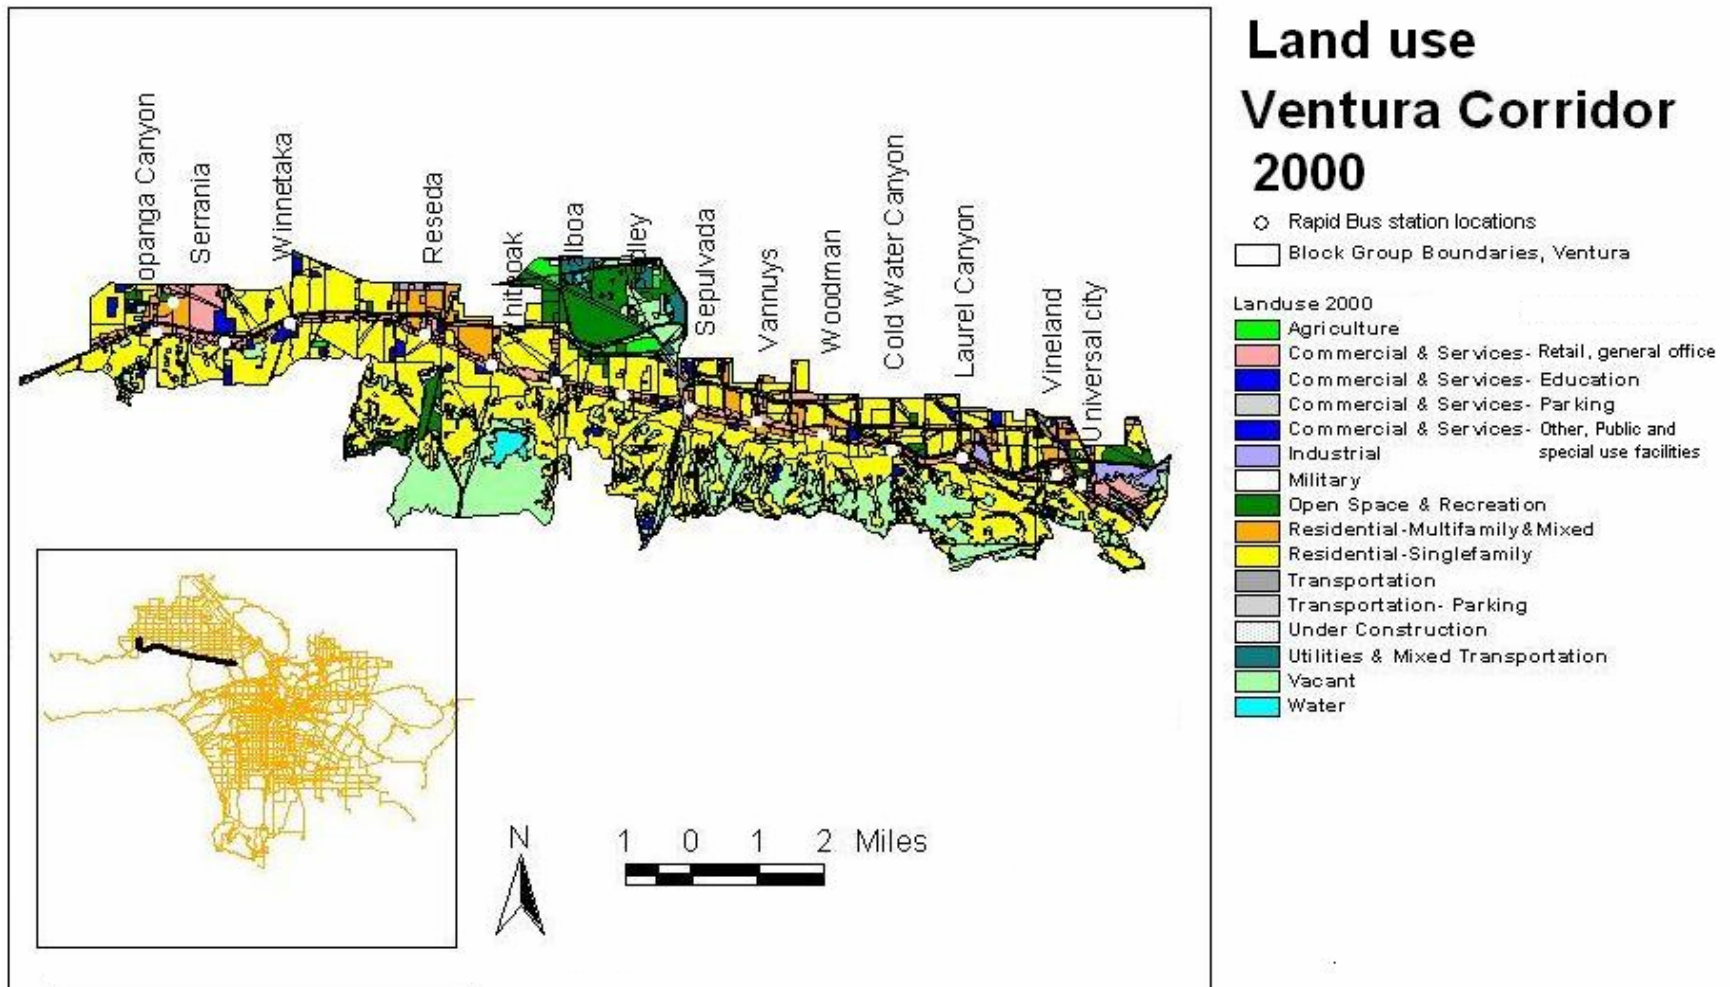 Land use
Ventura Corridor
2000
Rapid Bus station locations
Block Group Boundaries, Ventura
Landuse 2000
Agriculture
Commercial & Services- Retail, general office
Commercial & Services- Education
Commercial & Services- Parking
Commercial & Services- Other, Public and
special use facilities
Industrial
Military
Open Space & Recreation
Residential-Multifamily&Mixed
Residential-Singlefamily
Transportation
Transportation- Parking
Under Construction
Utilities & Mixed Transportation
Vacant
Water
opanga Canyon
Serrania
Winnetaka
Reseda
Sepulvada
Vannuys
Woodman
Cold Water Canyon
Laurel Canyon
Vineland
Universal city
N
1 0 1 2 Miles